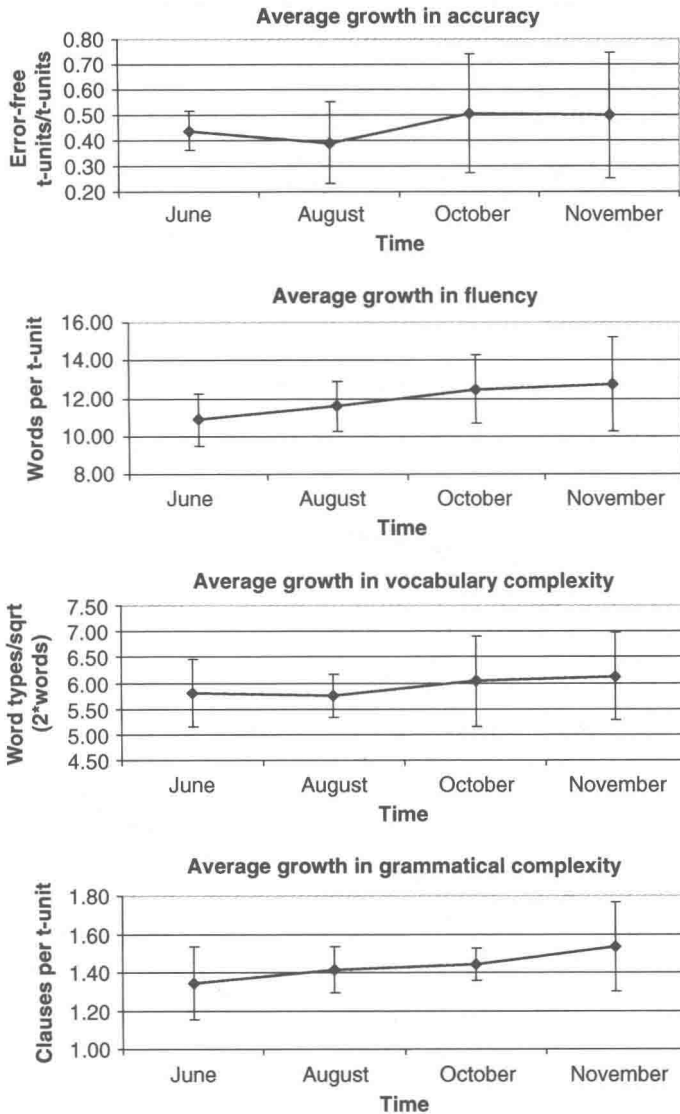 Average growth in accuracy
Error-free
t-units/t-units
0.80
0.70
0.60
0.50
0.40
0.30
0.20
June August October November
Time
Average growth in fluency
Words per t-unit
16.00
14.00
12.00
10.00
8.00
June August October November
Time
Average growth in vocabulary complexity
Word types/sqrt
(2*words)
7.50
7.00
6.50
6.00
5.50
5.00
4.50
June August October November
Time
Average growth in grammatical complexity
Clauses per t-unit
1.80
1.60
1.40
1.20
1.00
June August October November
Time